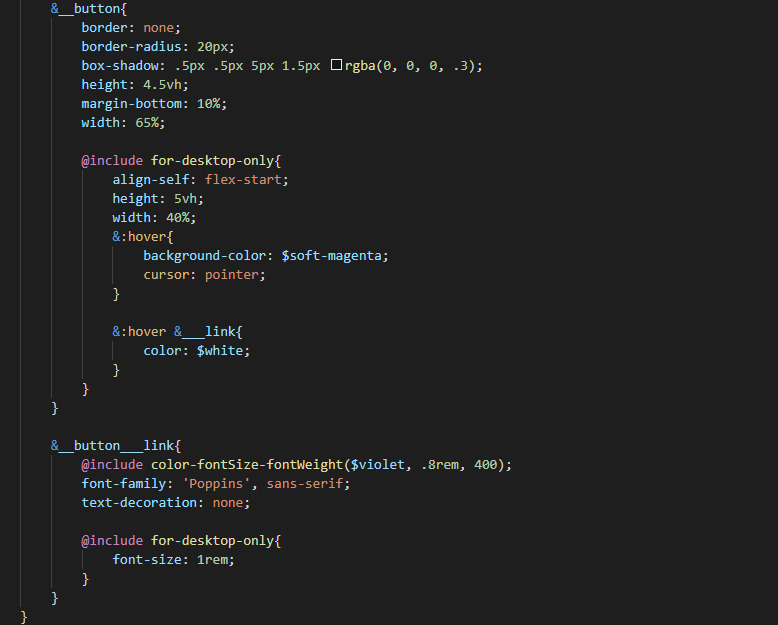 &__button{
border: none;
border-radius: 20px;
box-shadow: .5px .5px 5px 1.5px rgba(0, 0, 0, .3);
height: 4.5vh;
margin-bottom: 10%;
width: 65%;
@include for-desktop-only{
align-self: flex-start;
height: 5vh;
width: 40%;
&:hover{
background-color: $soft-magenta;
cursor: pointer;
}
&:hover &___link{
color: $white;
}
}
}
&__button___link{
@include color-fontSize-fontWeight($violet, .8rem, 400);
font-family: 'Poppins', sans-serif;
text-decoration: none;
@include for-desktop-only{
font-size: 1rem;
}
}
}